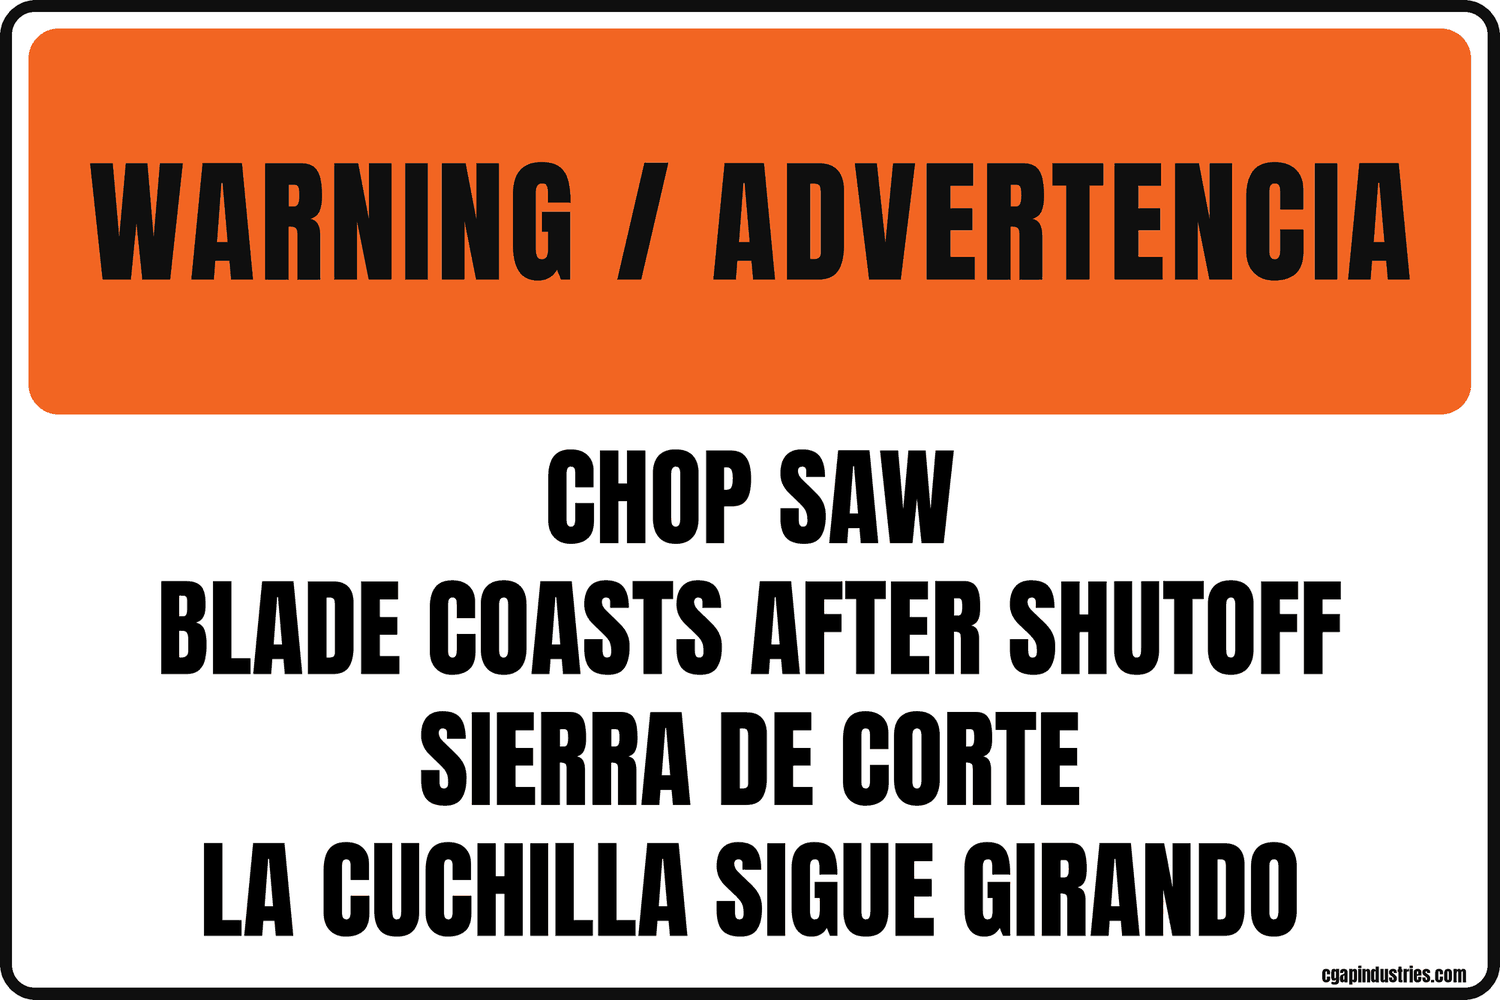 WARNING / ADVERTENCIA
CHOP SAW
BLADE COASTS AFTER SHUTOFF
SIERRA DE CORTE
LA CUCHILLA SIGUE GIRANDO
cgapindustries.com